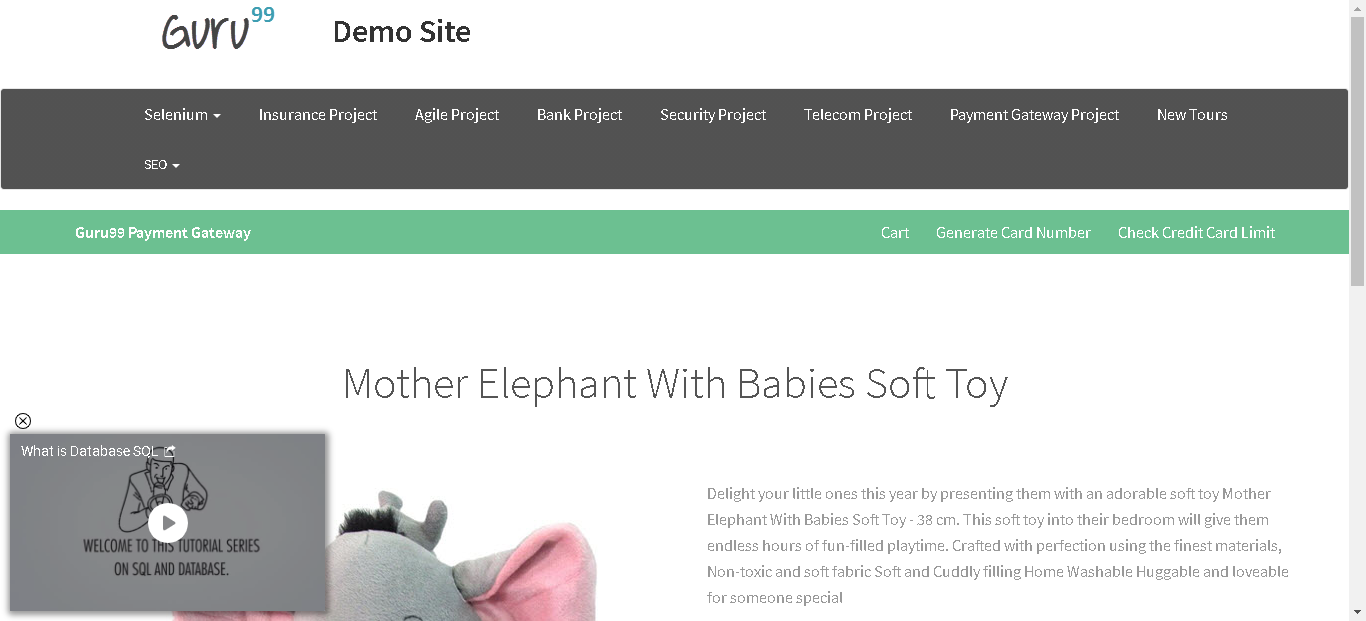 Guru99
Demo Site
Selenium
Insurance Project
Agile Project
Bank Project
Security Project
Telecom Project
Payment Gateway Project
New Tours
SEO
Guru99 Payment Gateway
Cart
Generate Card Number
Check Credit Card Limit
Mother Elephant With Babies Soft Toy
What is Database SQL
WELCOME TO THIS TUTORIAL SERIES
ON SQL AND DATABASE.
Delight your little ones this year by presenting them with an adorable soft toy Mother
Elephant With Babies Soft Toy - 38 cm. This soft toy into their bedroom will give them
endless hours of fun-filled playtime. Crafted with perfection using the finest materials,
Non-toxic and soft fabric Soft and Cuddly filling Home Washable Huggable and loveable
for someone special